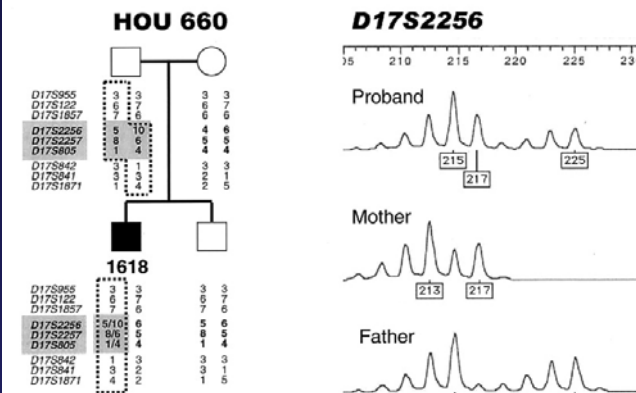 HOU 660
D17S955 3 3 3 3
D17S122 6 7 6 7
D17S1857 7 6 6 6
D17S2256 5 10 4 6
D17S2257 8 6 5 5
D17S805 1 4 4 4
D17S842 3 1 3 3
D17S841 3 3 2 1
D17S1871 1 4 2 5
1618
D17S955 3 3 3 3
D17S122 6 7 6 7
D17S1857 7 6 7 6
D17S2256 5/10 6 5 6
D17S2257 8/6 5 8 5
D17S805 1/4 4 1 4
D17S842 1 3 3 3
D17S841 3 2 3 1
D17S1871 4 2 1 5
D17S2256
05 210 215 220 225 230
Proband
215 225
217
Mother
213 217
Father